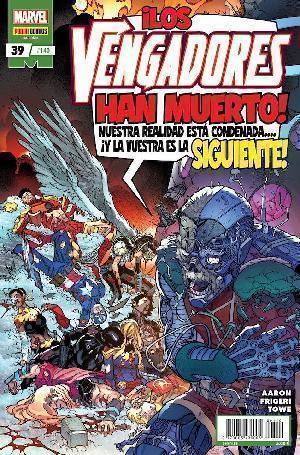 MARVEL
PANINI COMICS
39
/140
¡LOS
VENGADORES
HAN MUERTO!
NUESTRA REALIDAD ESTÁ CONDENADA...
¡Y LA VUESTRA ES LA
SIGUIENTE!
AARON
FRIGERI
TOWE